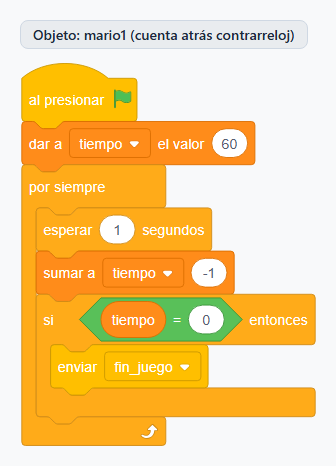 Objeto: mario1 (cuenta atrás contrarreloj)
al presionar
dar a tiempo el valor 60
por siempre
esperar 1 segundos
sumar a tiempo -1
si tiempo = 0 entonces
enviar fin_juego